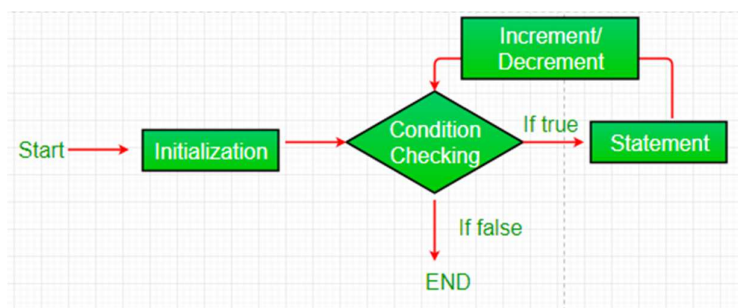 Start
Initialization
Condition
Checking
If true
Statement
Increment/
Decrement
If false
END